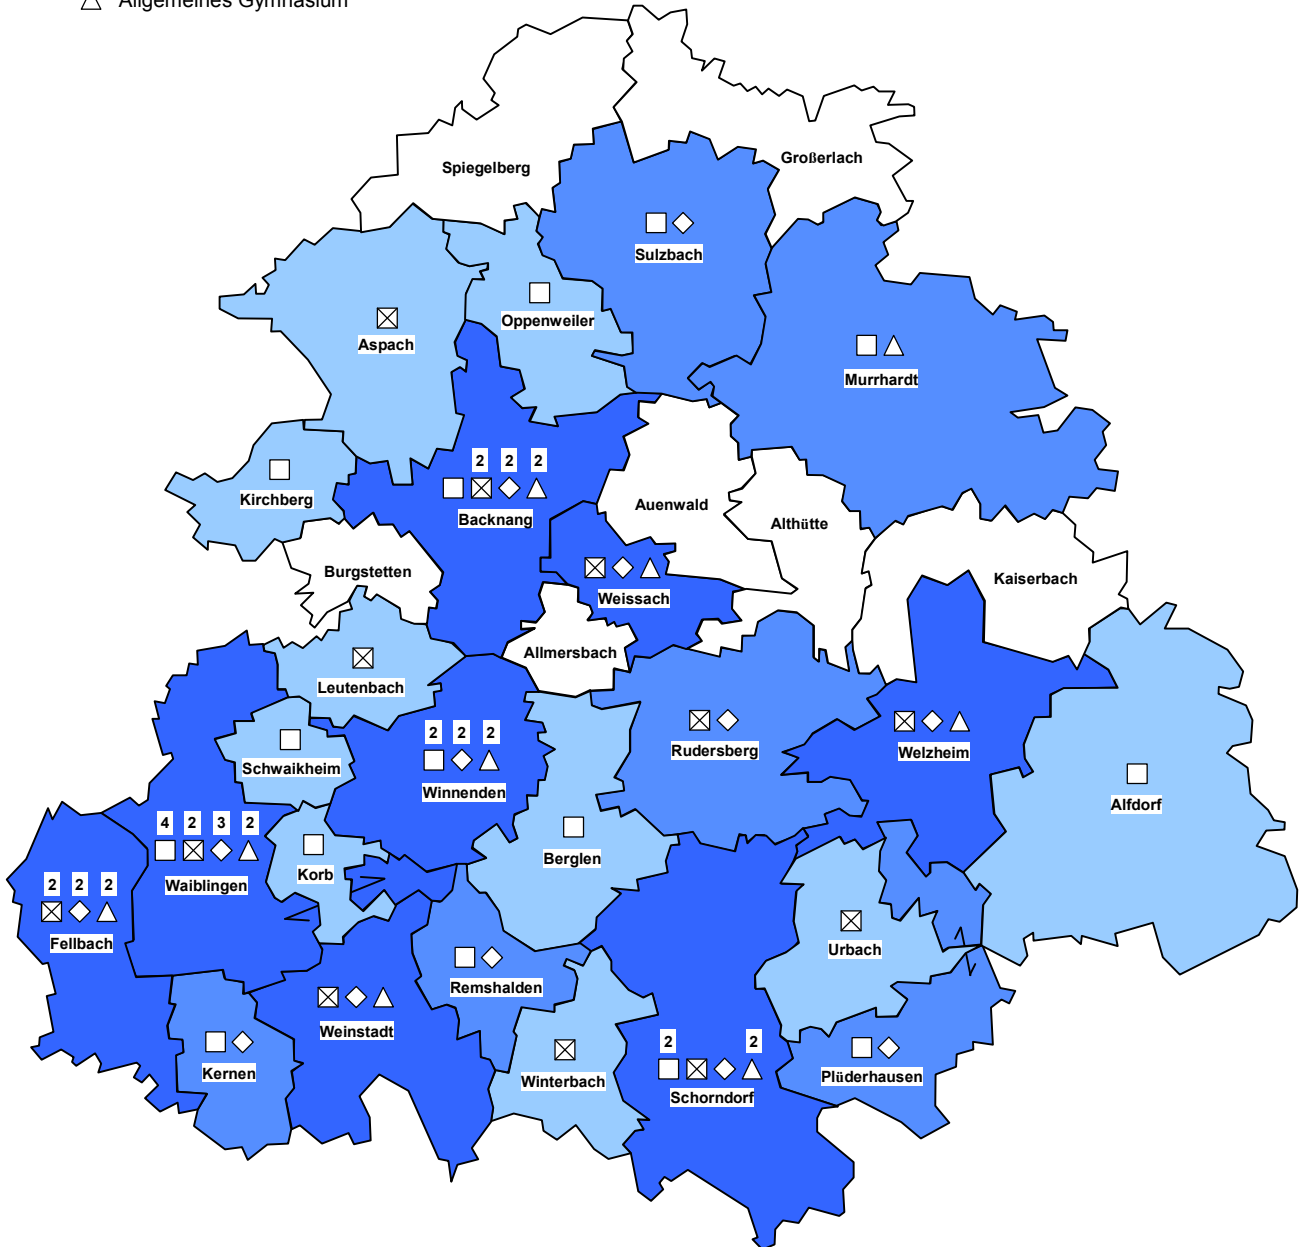 Allgemeines Gymnasium
Großerlach
Spiegelberg
Sulzbach
Oppenweiler
Aspach
Murrhardt
2 2 2
Kirchberg
Auenwald
Backnang
Althütte
Burgstetten
Kaiserbach
Weissach
Allmersbach
Leutenbach
2 2 2
Rudersberg
Welzheim
Schwaikheim
Winnenden
Alfdorf
4 2 3 2
Berglen
Korb
Waiblingen
2 2 2
Fellbach
Urbach
Remshalden
Weinstadt
2 2
Kernen
Winterbach
Plüderhausen
Schorndorf